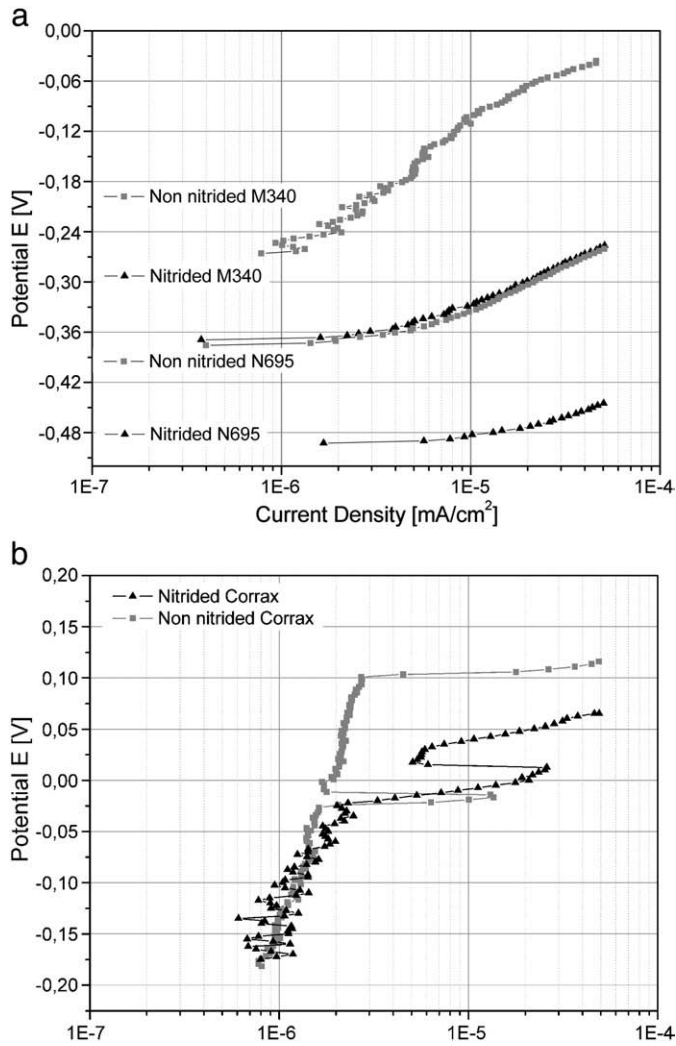 a
0,00
-0,06
-0,12
-0,18
-0,24
-0,30
-0,36
-0,42
-0,48
Potential E [V]
Non nitrided M340
Nitrided M340
Non nitrided N695
Nitrided N695
1E-7
1E-6
1E-5
1E-4
Current Density [mA/cm²]
b
0,20
0,15
0,10
0,05
0,00
-0,05
-0,10
-0,15
-0,20
Potential E [V]
Nitrided Corrax
Non nitrided Corrax
1E-7
1E-6
1E-5
1E-4